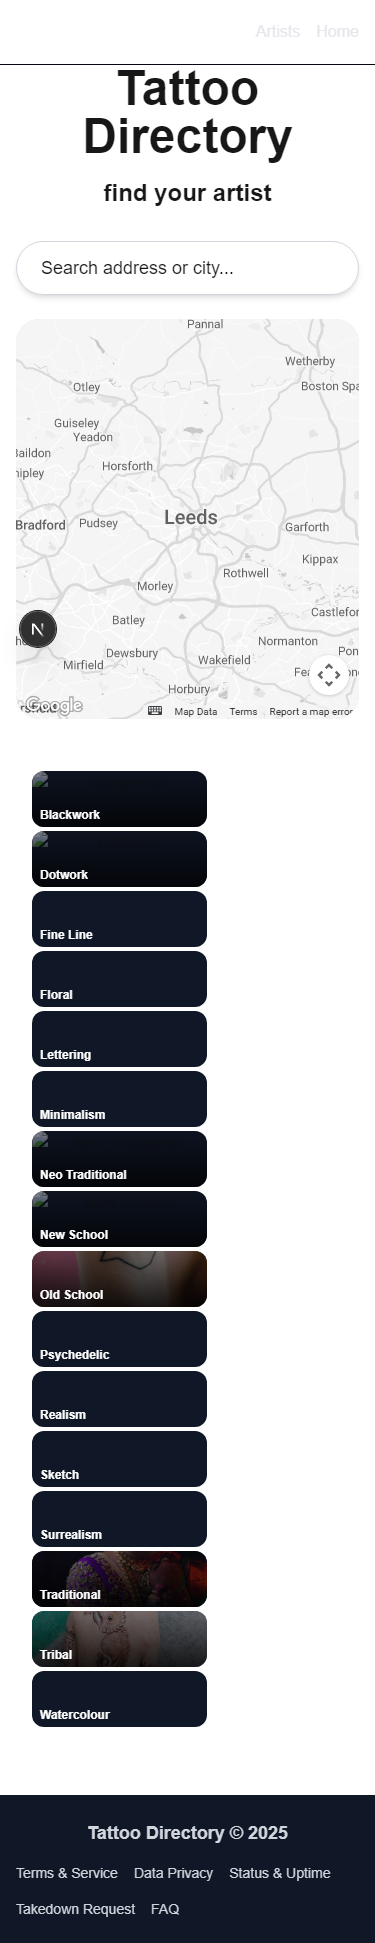 Artists Home
Tattoo
Directory
find your artist
Search address or city...
Pannal
Wetherby
Otley
Boston Spa
Guiseley
Yeadon
Baildon
Horsforth
hipley
Leeds
Bradford
Pudsey
Garforth
Kippax
Rothwell
Morley
Castlefor
Batley
N
Normanton
Dewsbury
Wakefield
Mirfield
Horbury
Google
Map Data Terms Report a map error
Blackwork
Dotwork
Fine Line
Floral
Lettering
Minimalism
Neo Traditional
New School
Old School
Psychedelic
Realism
Sketch
Surrealism
Traditional
Tribal
Watercolour
Tattoo Directory © 2025
Terms & Service Data Privacy Status & Uptime
Takedown Request FAQ